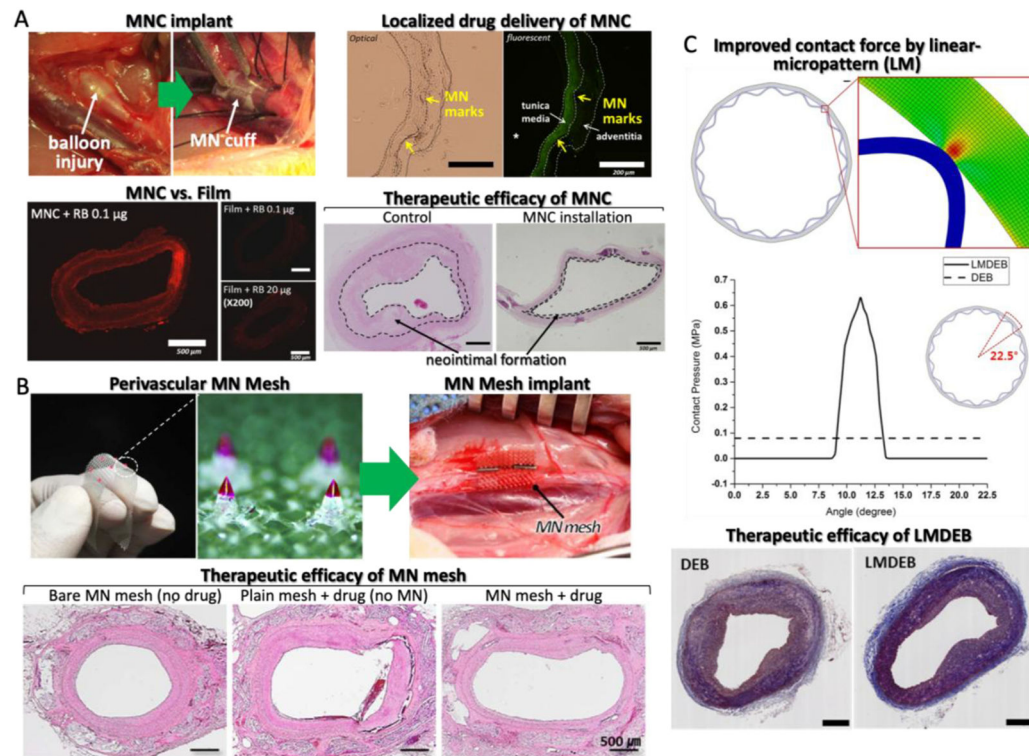 A
MNC implant
balloon
injury
MN cuff
Localized drug delivery of MNC
Optical
MN
marks
fluorescent
MN
marks
tunica
media
adventitia
*
200 μm
MNC vs. Film
MNC + RB 0.1 μg
500 μm
Film + RB 0.1 μg
Film + RB 20 μg
(X200)
500 μm
Therapeutic efficacy of MNC
Control
MNC installation
neointimal formation
B
Perivascular MN Mesh
MN Mesh implant
MN mesh
Therapeutic efficacy of MN mesh
Bare MN mesh (no drug)
Plain mesh + drug (no MN)
MN mesh + drug
500 μm
C
Improved contact force by linear-
micropattern (LM)
LMDEB
DEB
Contact Pressure (MPa)
0.7
0.6
0.5
0.4
0.3
0.2
0.1
0.0
-0.1
22.5°
0.0 2.5 5.0 7.5 10.0 12.5 15.0 17.5 20.0 22.5
Angle (degree)
Therapeutic efficacy of LMDEB
DEB
LMDEB